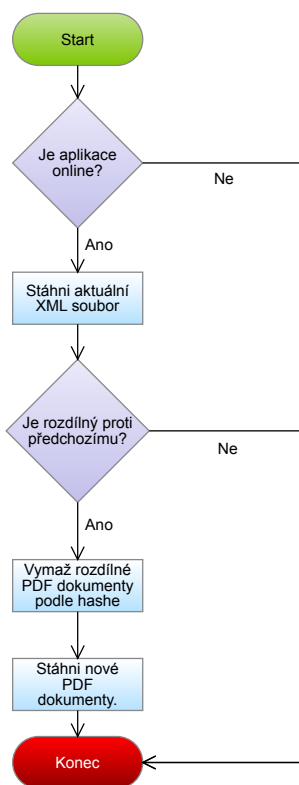 Start
Je aplikace
online?
Ne
Ano
Stáhni aktuální
XML soubor
Je rozdílný proti
předchozímu?
Ne
Ano
Vymaž rozdílné
PDF dokumenty
podle hashe
Stáhni nové
PDF
dokumenty.
Konec